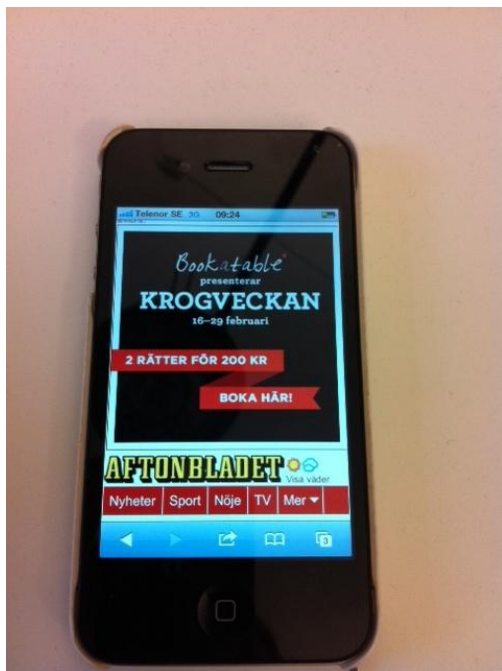 Telenor SE 3G 09:24
Bookatable
presenterar
KROGVECKAN
16–29 februari
2 RÄTTER FÖR 200 KR
BOKA HÄR!
AFTONBLADET
Visa väder
Nyheter Sport Nöje TV Mer
3